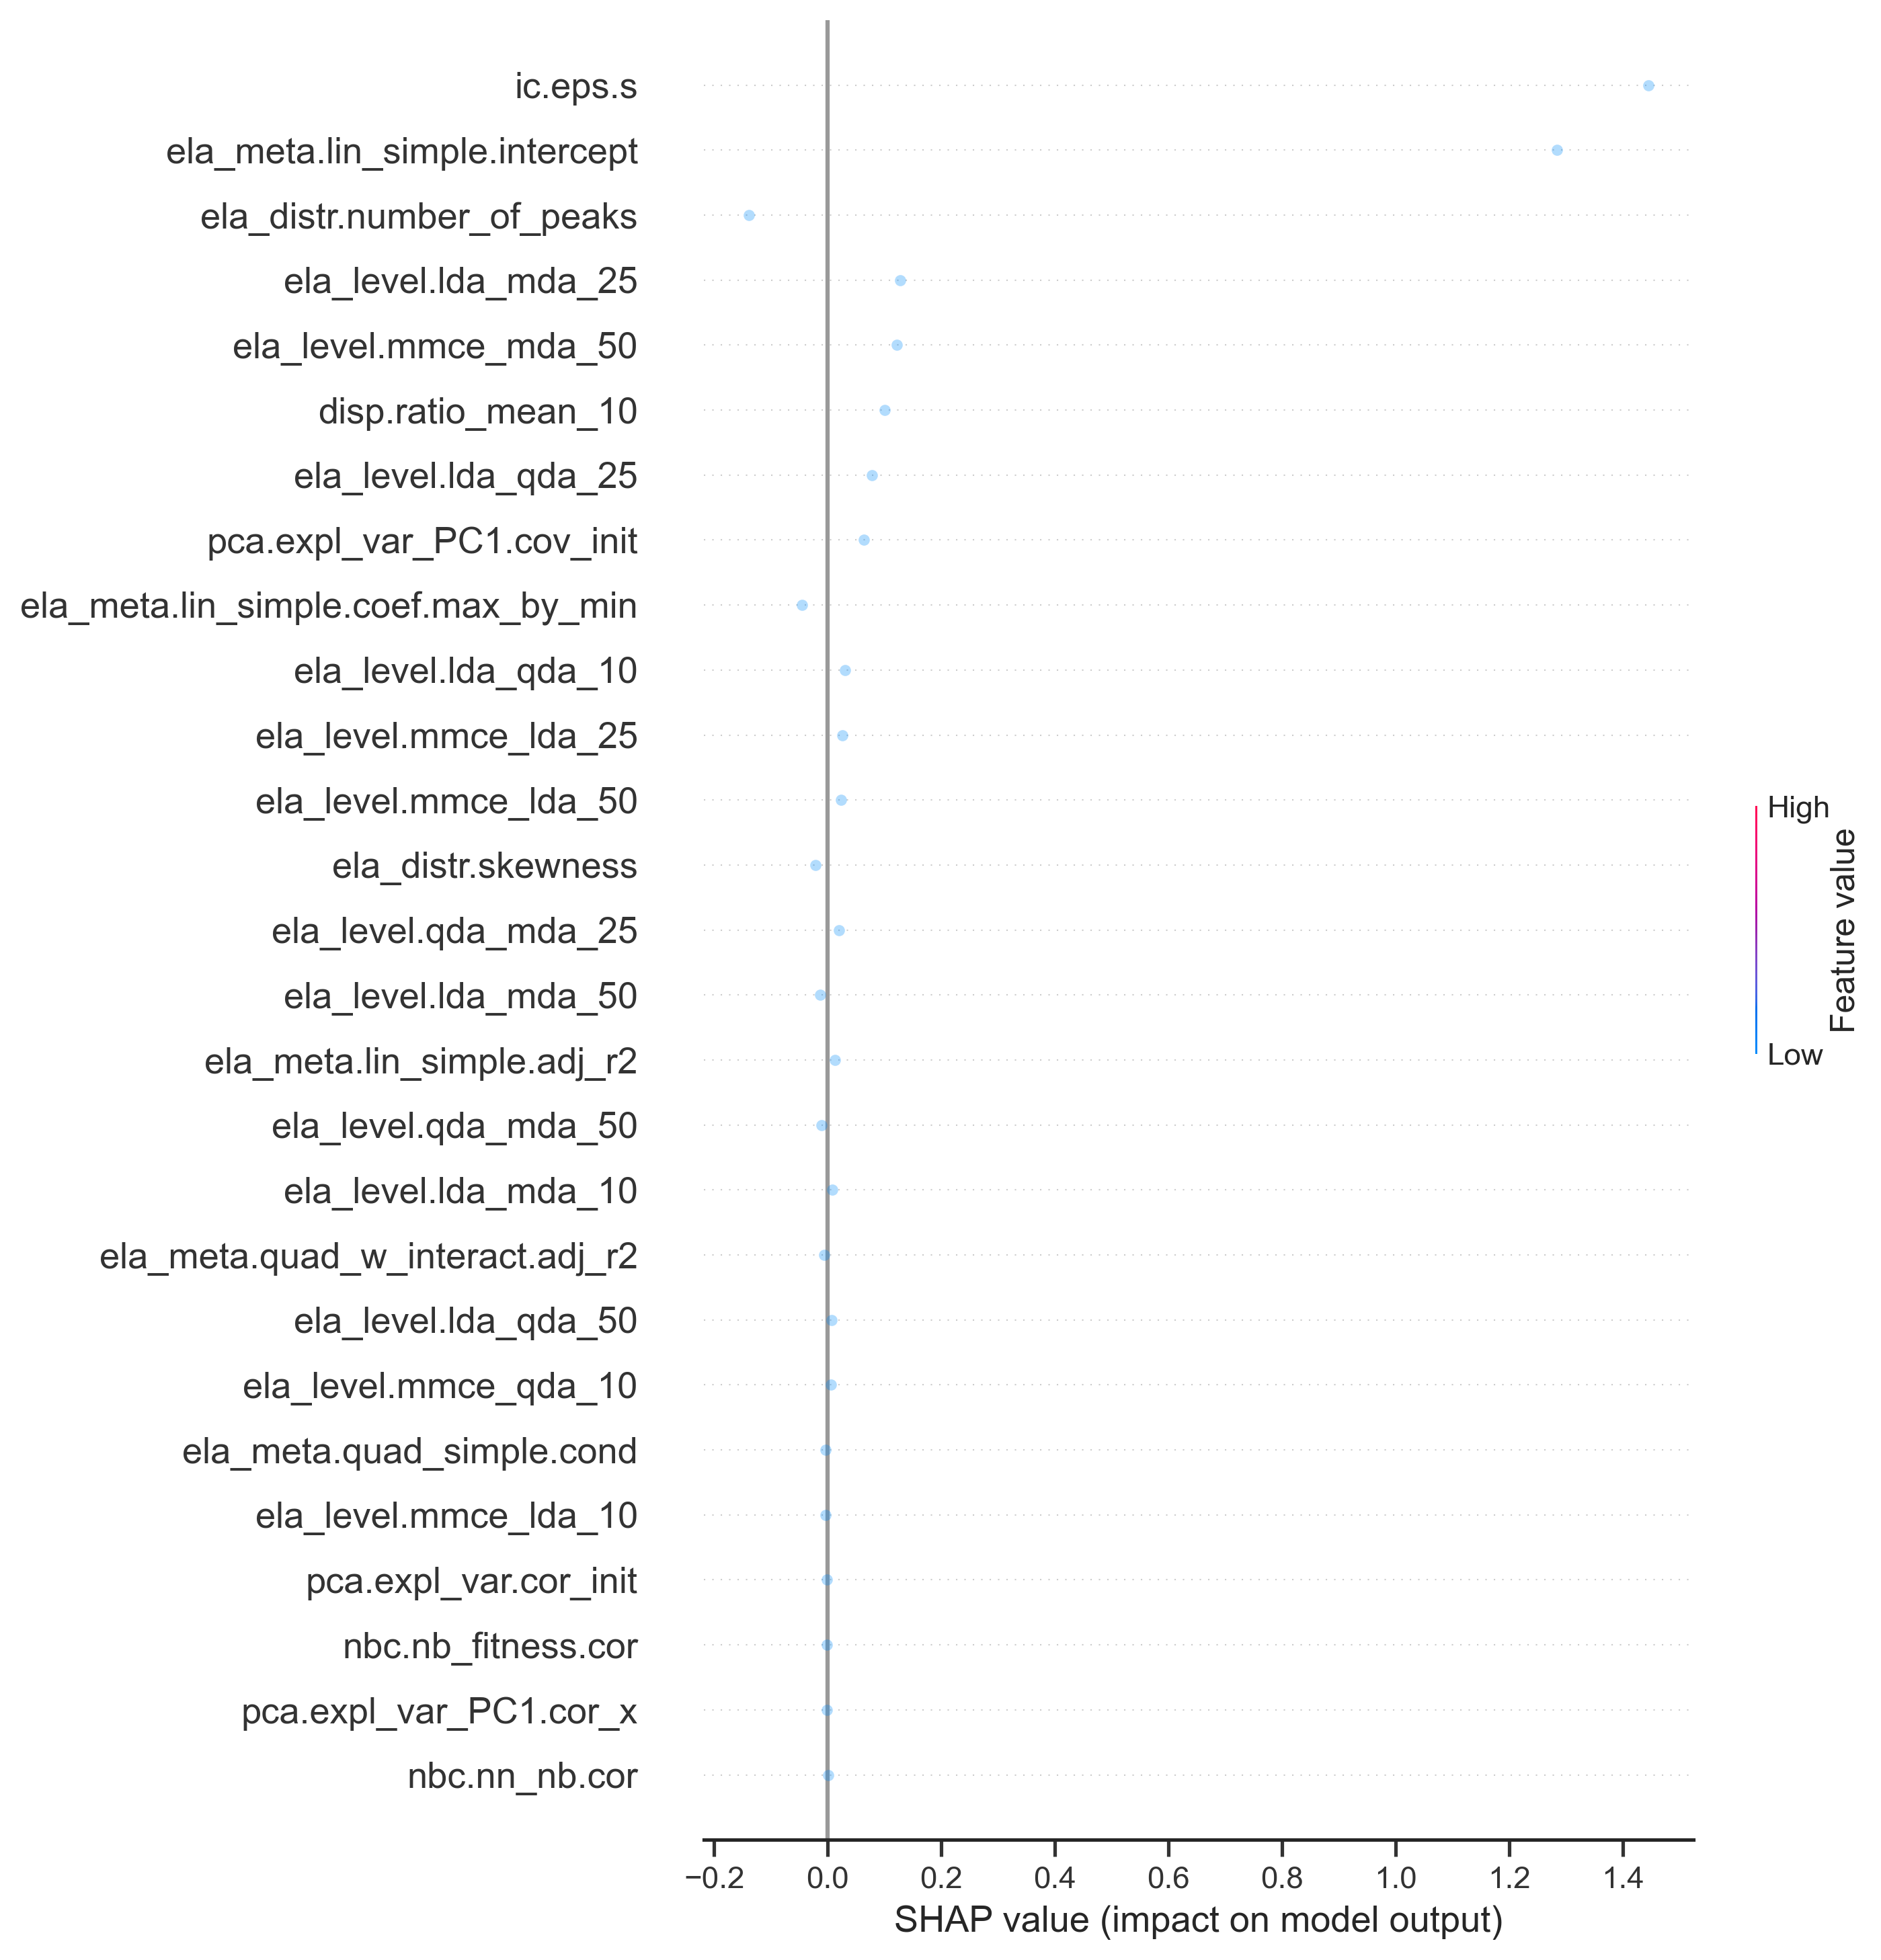 ic.eps.s
ela_meta.lin_simple.intercept
ela_distr.number_of_peaks
ela_level.lda_mda_25
ela_level.mmce_mda_50
disp.ratio_mean_10
ela_level.lda_qda_25
pca.expl_var_PC1.cov_init
ela_meta.lin_simple.coef.max_by_min
ela_level.lda_qda_10
ela_level.mmce_lda_25
ela_level.mmce_lda_50
ela_distr.skewness
ela_level.qda_mda_25
ela_level.lda_mda_50
ela_meta.lin_simple.adj_r2
ela_level.qda_mda_50
ela_level.lda_mda_10
ela_meta.quad_w_interact.adj_r2
ela_level.lda_qda_50
ela_level.mmce_qda_10
ela_meta.quad_simple.cond
ela_level.mmce_lda_10
pca.expl_var.cor_init
nbc.nb_fitness.cor
pca.expl_var_PC1.cor_x
nbc.nn_nb.cor
−0.2 0.0 0.2 0.4 0.6 0.8 1.0 1.2 1.4
SHAP value (impact on model output)
High
Feature value
Low